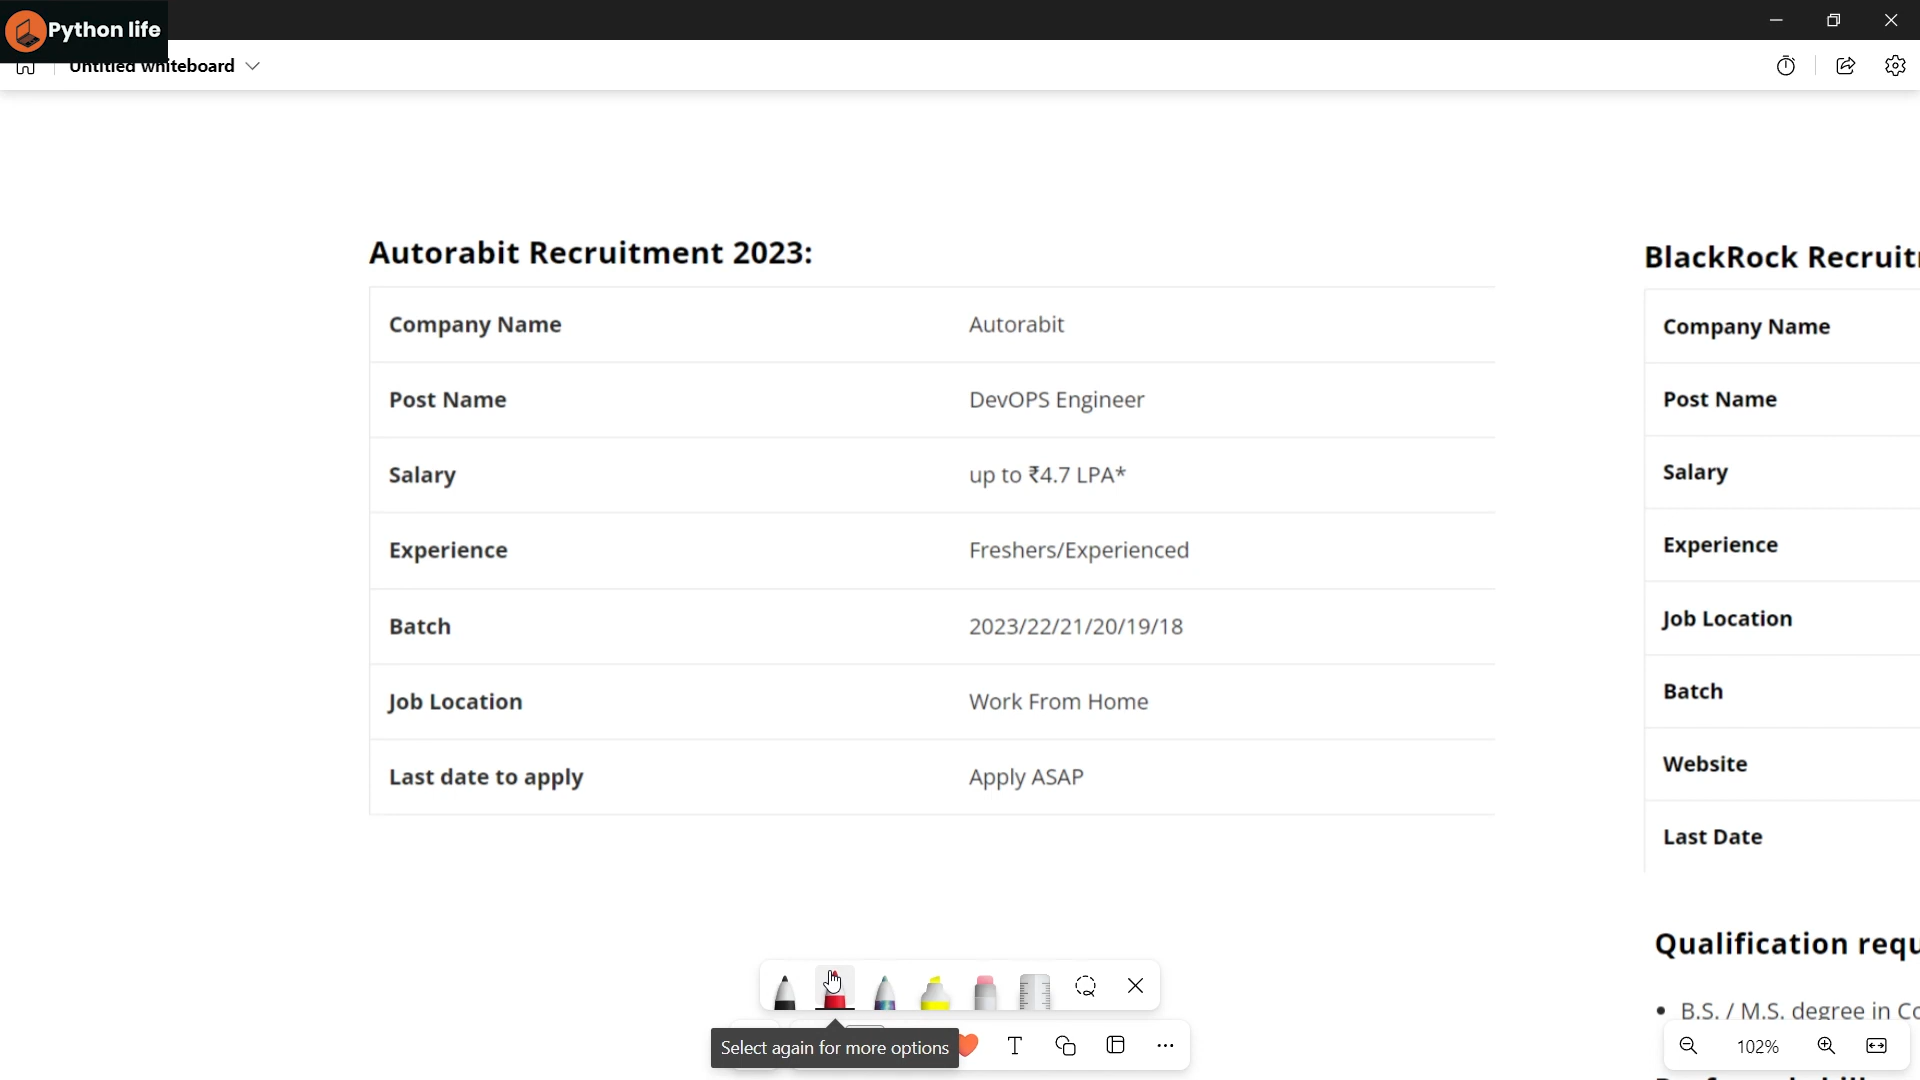 Python life
Untitled whiteboard
Autorabit Recruitment 2023:
Company Name Autorabit
Post Name DevOPS Engineer
Salary up to ₹4.7 LPA*
Experience Freshers/Experienced
Batch 2023/22/21/20/19/18
Job Location Work From Home
Last date to apply Apply ASAP
BlackRock Recruit
Company Name
Post Name
Salary
Experience
Job Location
Batch
Website
Last Date
Qualification requ
• B.S. / M.S. degree in Co
Select again for more options
102%